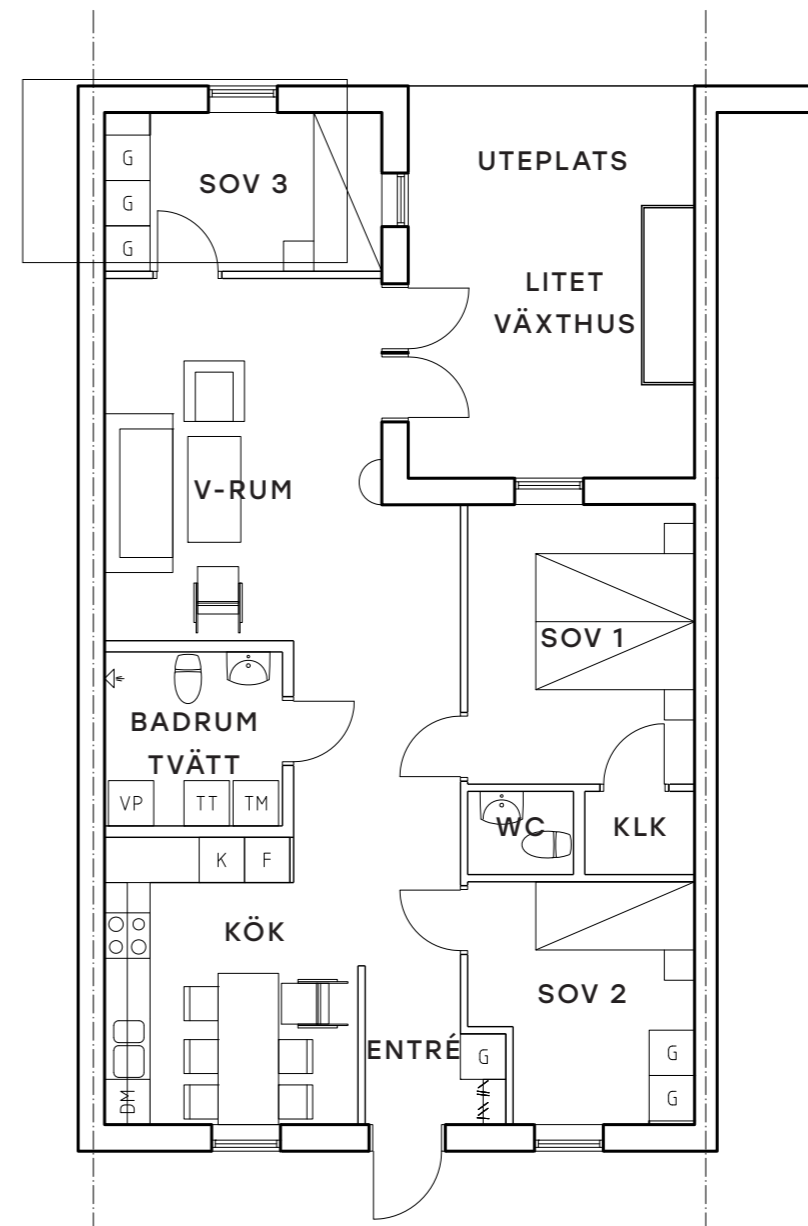 UTEPLATS
G
SOV 3
G
G
LITET
VÄXTHUS
V-RUM
SOV 1
BADRUM
TVÄTT
VP
TT
TM
WC
KLK
K
F
KÖK
SOV 2
ENTRÉ
G
G
G
DM